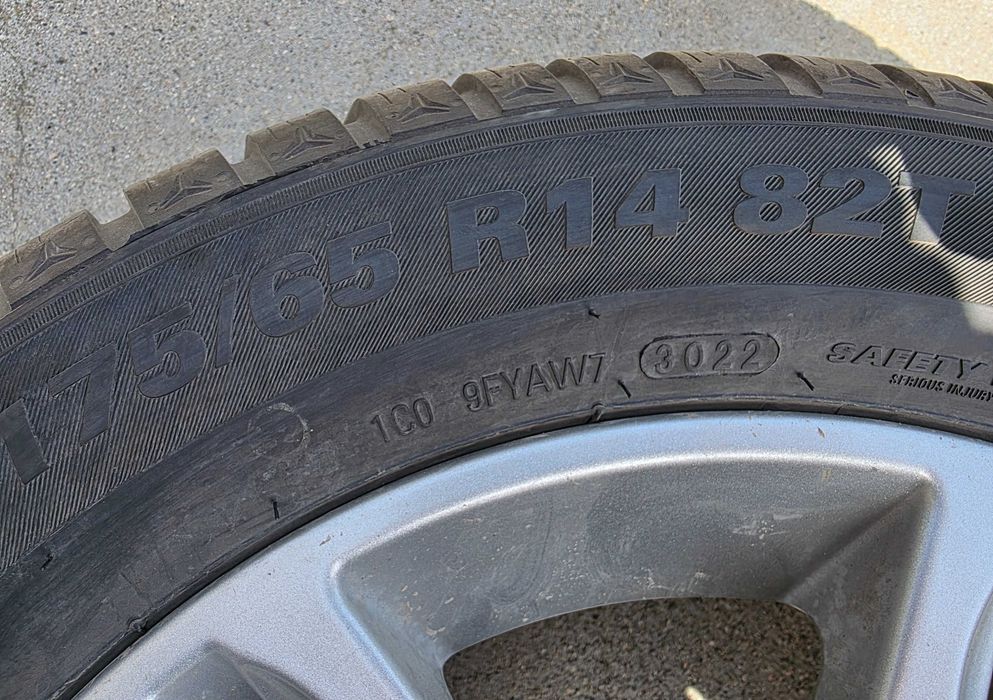 175/65 R14 82T
1C0 9FYAW7 3022
SAFETY
SERIOUS INJURY